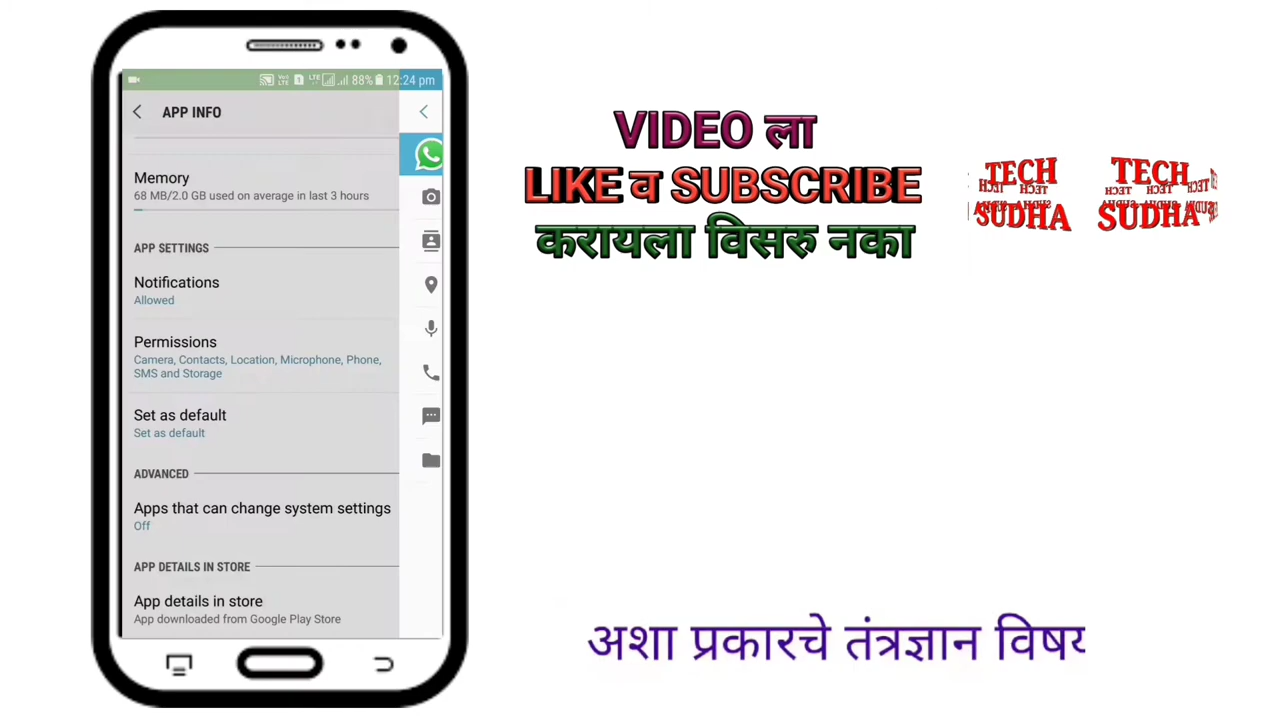 88% 12:24 pm
APP INFO
Memory
68 MB/2.0 GB used on average in last 3 hours
APP SETTINGS
Notifications
Allowed
Permissions
Camera, Contacts, Location, Microphone, Phone,
SMS and Storage
Set as default
Set as default
ADVANCED
Apps that can change system settings
Off
APP DETAILS IN STORE
App details in store
App downloaded from Google Play Store
VIDEO ला
LIKE व SUBSCRIBE
करायला विसरु नका
TECH TECH
SUDHA SUDHA
अशा प्रकारचे तंत्रज्ञान विषय